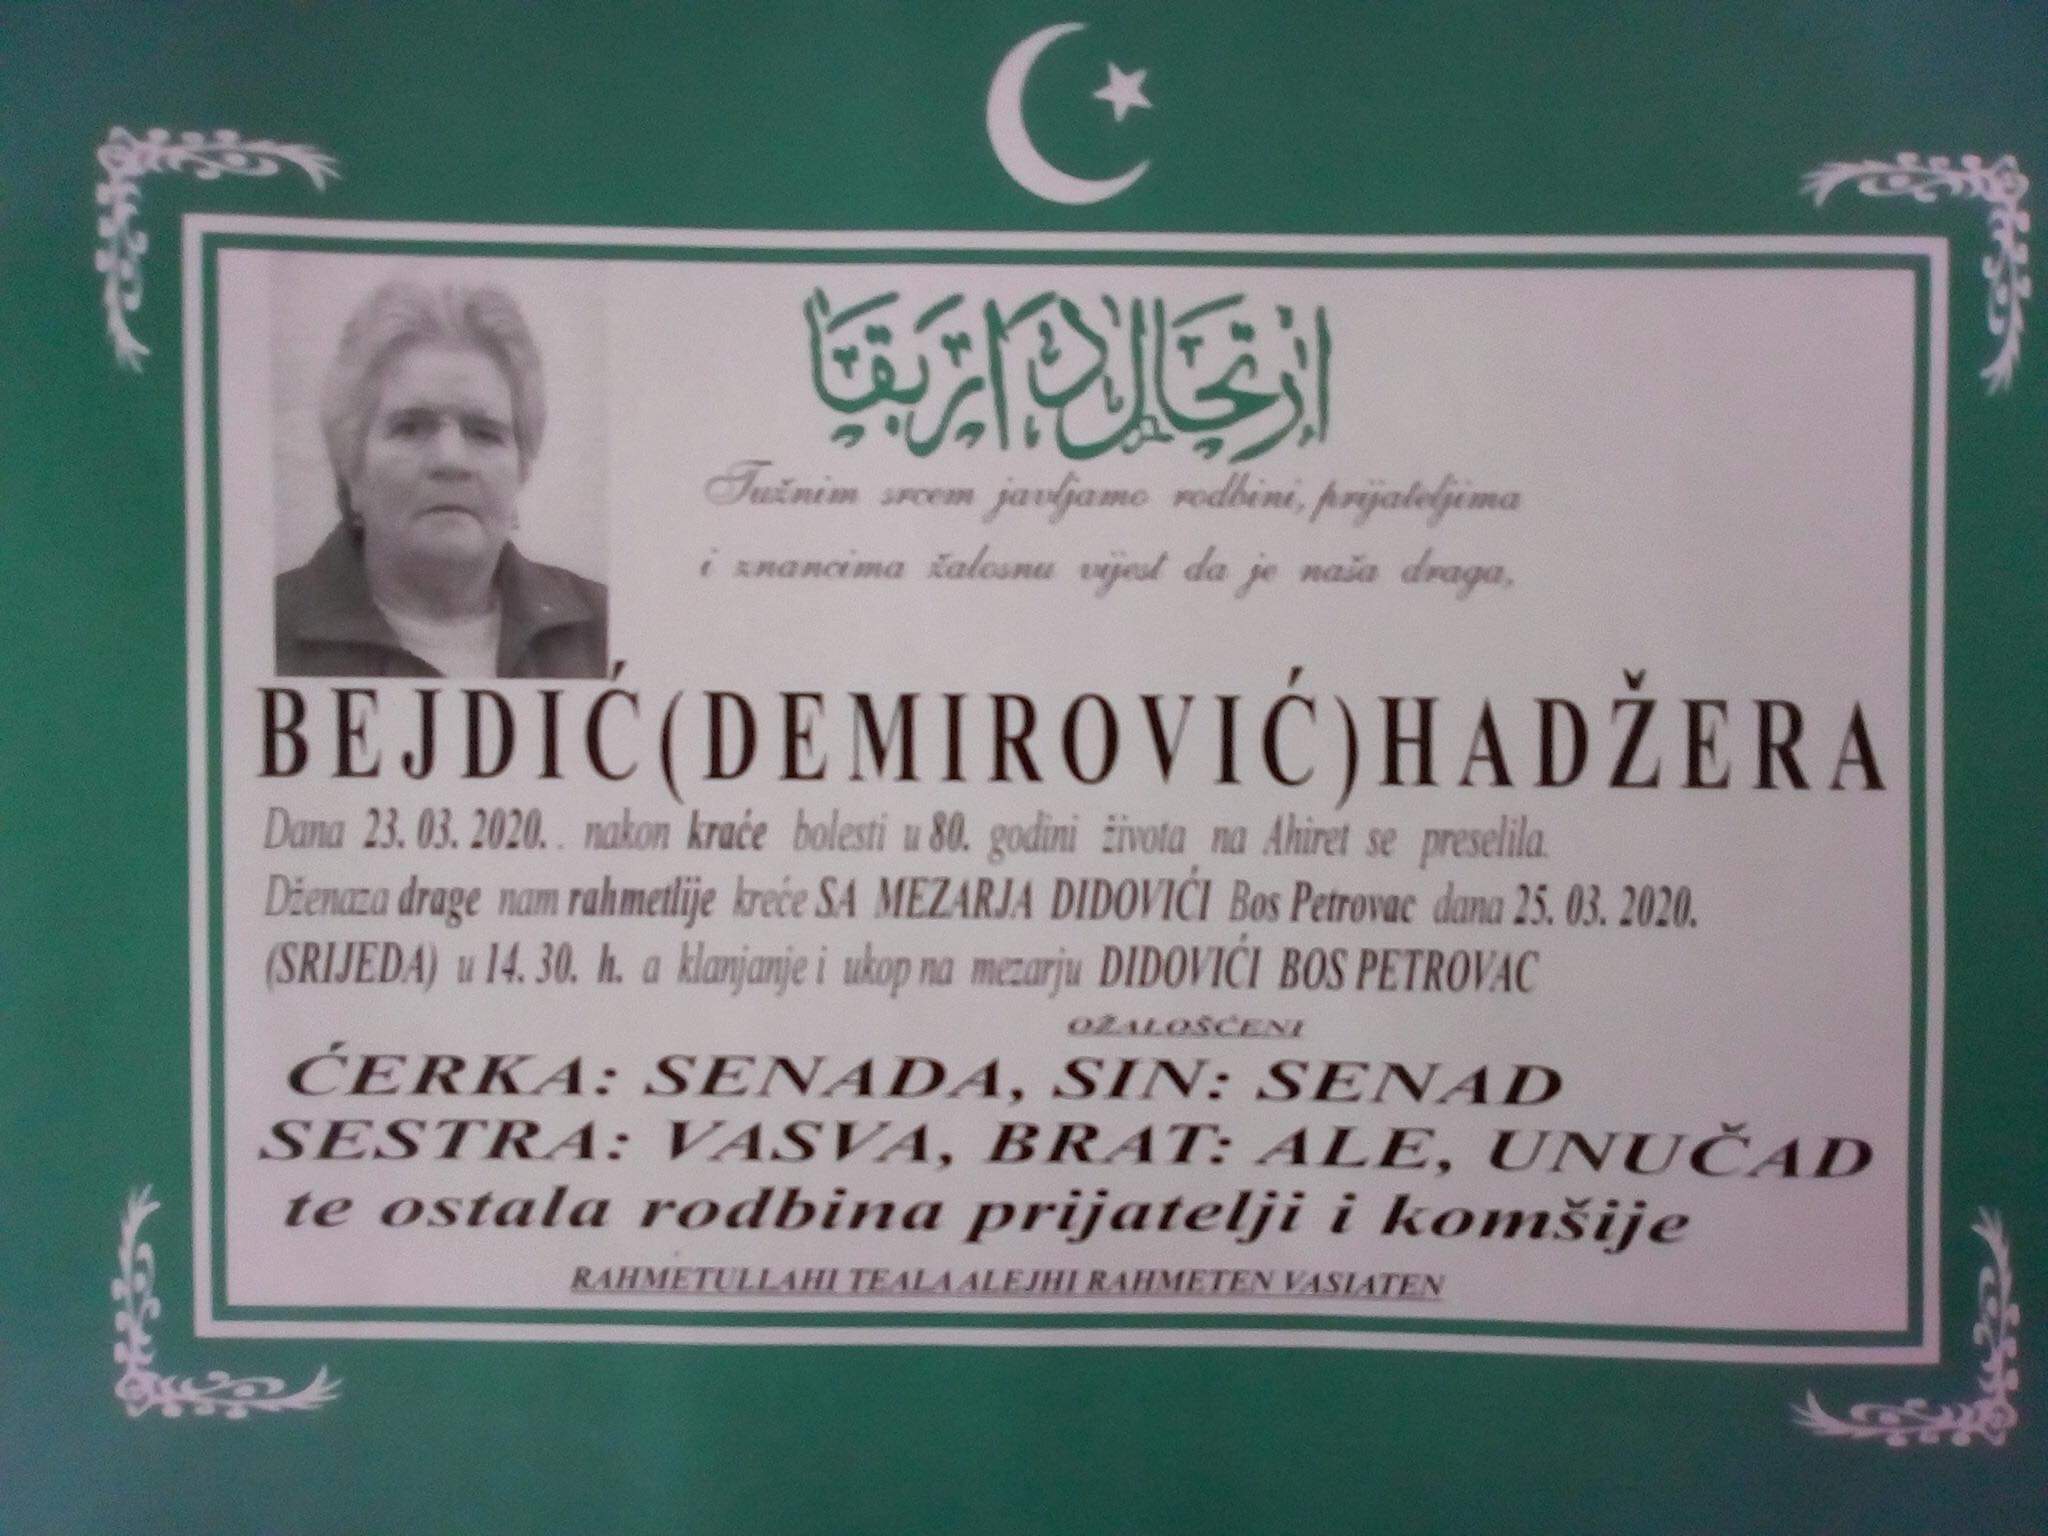 ارتحال دار بقيا
Tužnim srcem javljamo rodbini, prijateljima
i znancima žalosnu vijest da je naša draga,
BEJDIĆ(DEMIROVIĆ)HADŽERA
Dana 23. 03. 2020. . nakon kraće bolesti u 80. godini života na Ahiret se preselila.
Dženaza drage nam rahmetlije kreće SA MEZARJA DIDOVIĆI Bos Petrovac dana 25. 03. 2020.
(SRIJEDA) u 14. 30. h. a klanjanje i ukop na mezarju DIDOVIĆI BOS PETROVAC
OŽALOŠĆENI
ĆERKA: SENADA, SIN: SENAD
SESTRA: VASVA, BRAT: ALE, UNUČAD
te ostala rodbina prijatelji i komšije
RAHMETULLAHI TEALA ALEJHI RAHMETEN VASIATEN